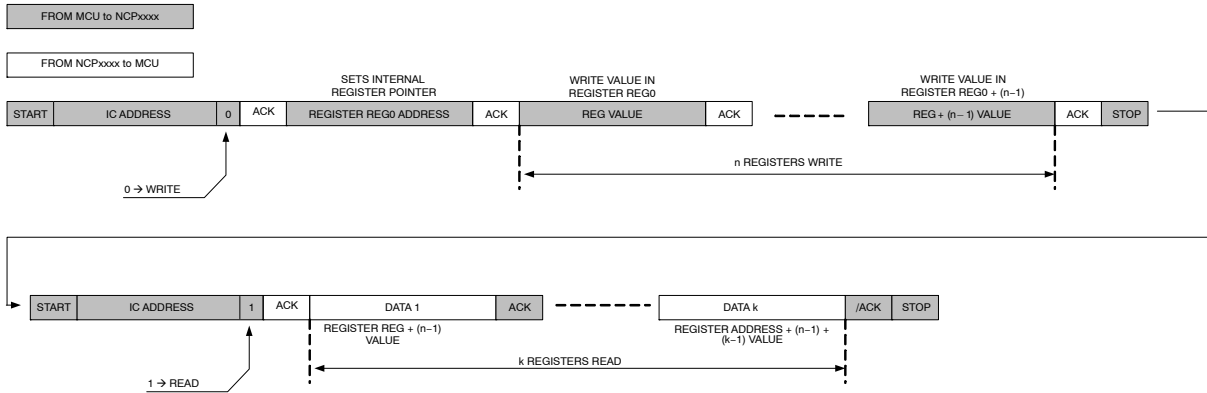 FROM MCU to NCPxxxx
FROM NCPxxxx to MCU
SETS INTERNAL
REGISTER POINTER
WRITE VALUE IN
REGISTER REG0
WRITE VALUE IN
REGISTER REG0 + (n−1)
START IC ADDRESS 0 ACK REGISTER REG0 ADDRESS ACK REG VALUE ACK REG + (n− 1) VALUE ACK STOP
n REGISTERS WRITE
0 → WRITE
START IC ADDRESS 1 ACK DATA 1 ACK DATA k /ACK STOP
REGISTER REG + (n−1)
VALUE
REGISTER ADDRESS + (n−1) +
(k−1) VALUE
k REGISTERS READ
1 → READ